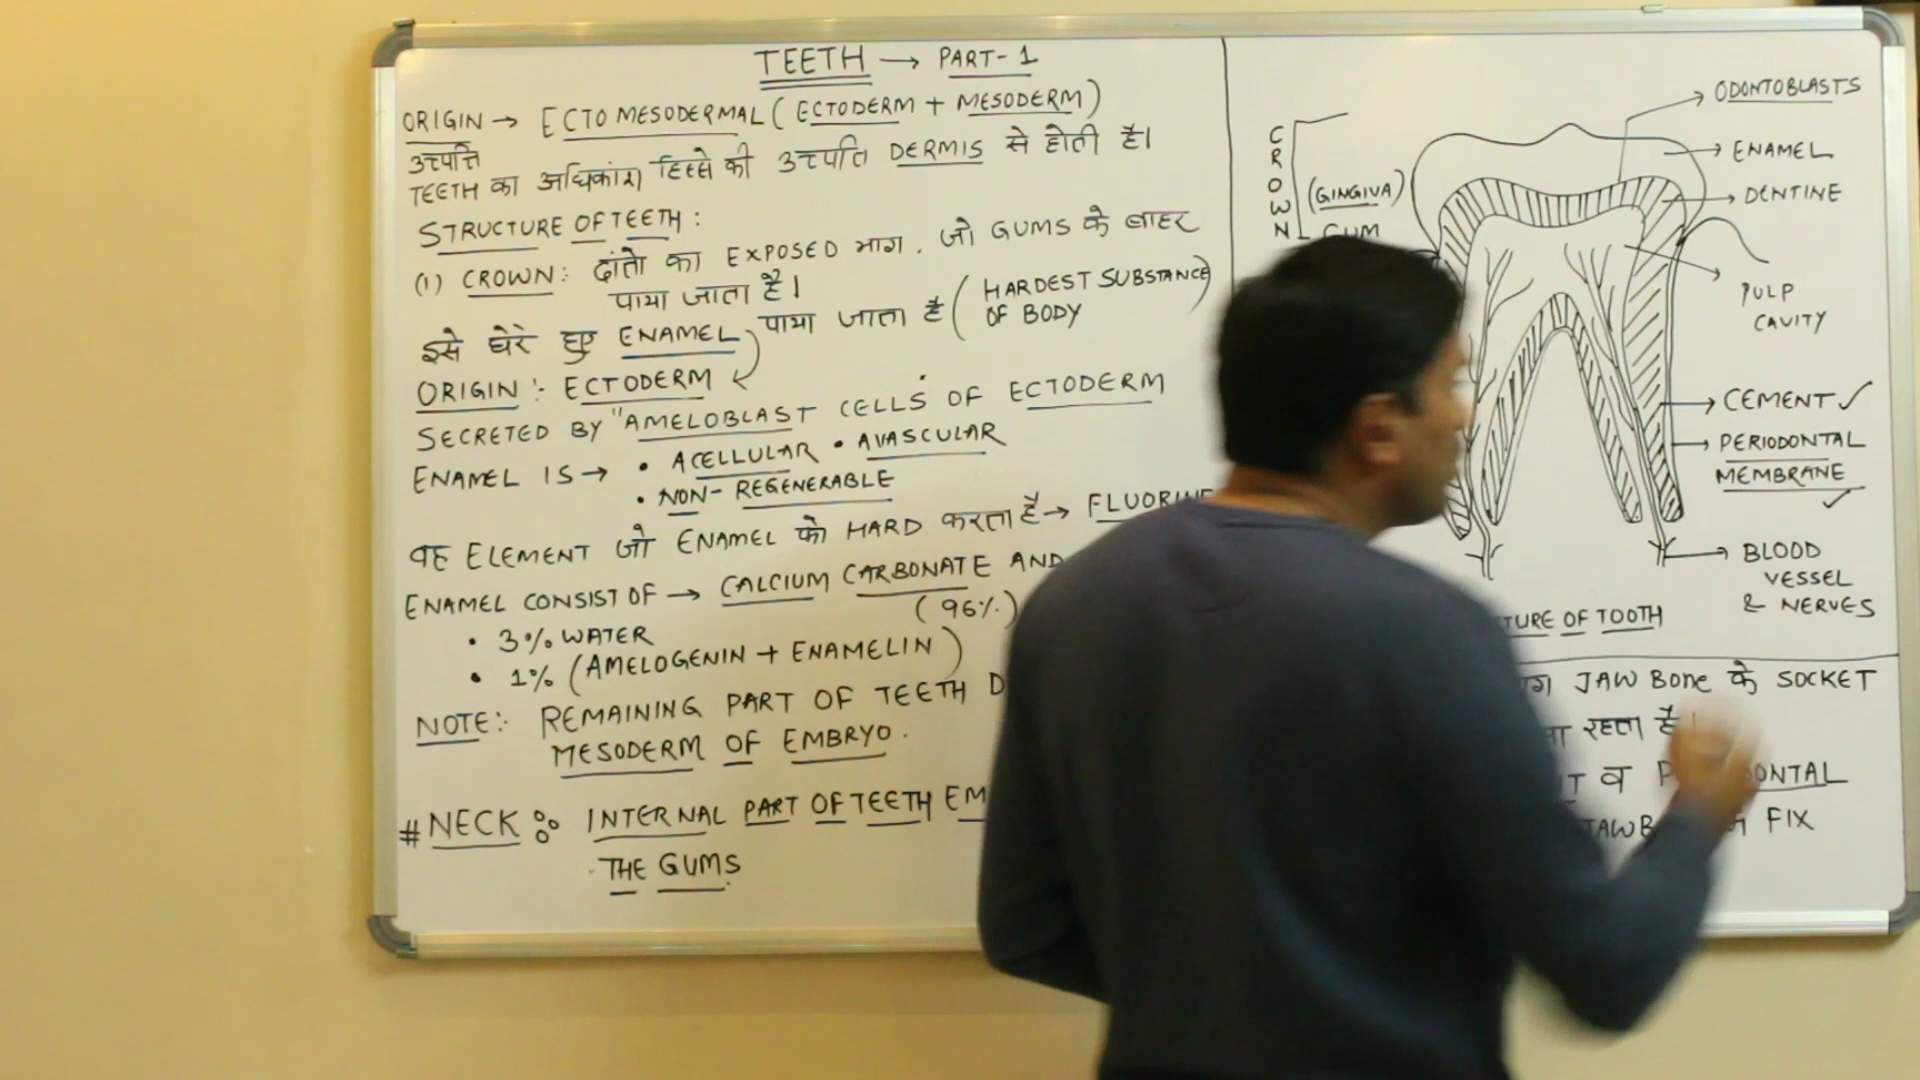 TEETH → PART-1
ORIGIN → ECTO MESODERMAL (ECTODERM + MESODERM)
उत्पत्ति
TEETH का अधिकांश हिस्से की उत्पत्ति DERMIS से होती है।
STRUCTURE OF TEETH :
(1) CROWN : दांतो का EXPOSED भाग . जो GUMS के बाहर
पाया जाता है।
इसे घेरे हुए ENAMEL पाया जाता है (HARDEST SUBSTANCE
OF BODY
ORIGIN :- ECTODERM
SECRETED BY "AMELOBLAST CELLS OF ECTODERM
ENAMEL IS → • ACELLULAR • AVASCULAR
• NON-REGENERABLE
वह ELEMENT जो ENAMEL को HARD करता है → FLUORINE
ENAMEL CONSIST OF → CALCIUM CARBONATE AND
(96%)
• 3% WATER
• 1% (AMELOGENIN + ENAMELIN)
NOTE :- REMAINING PART OF TEETH D
MESODERM OF EMBRYO .
# NECK : INTERNAL PART OF TEETH EM
THE GUMS
CROWN
(GINGIVA)
GUM
ODONTOBLASTS
ENAMEL
DENTINE
PULP
CAVITY
CEMENT ✓
PERIODONTAL
MEMBRANE
✓
BLOOD
VESSEL
& NERVES
TURE OF TOOTH
JAW BONE के SOCKET
रहता है।
व P ONTAL
JAW B FIX